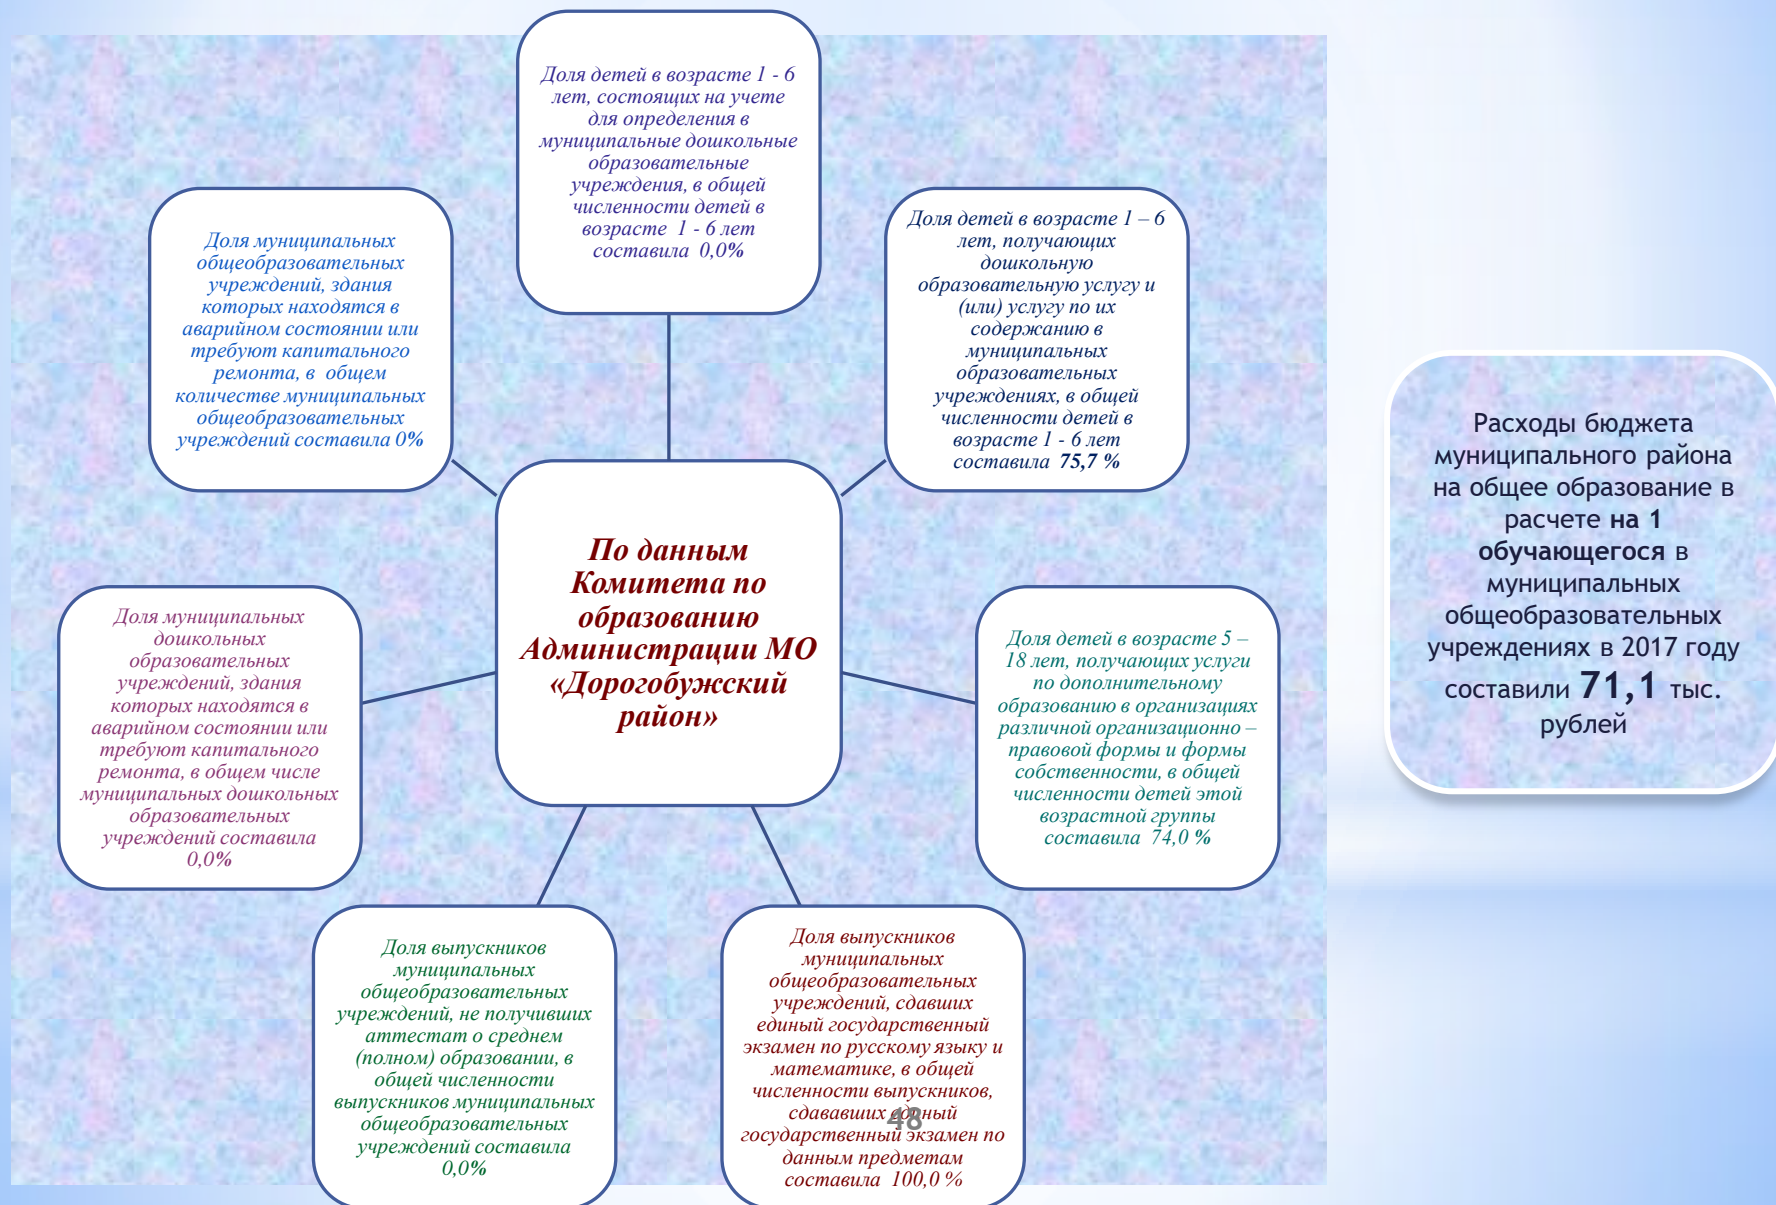 Доля детей в возрасте 1 - 6
лет, состоящих на учете
для определения в
муниципальные дошкольные
образовательные
учреждения, в общей
численности детей в
возрасте 1 - 6 лет
составила 0,0%
Доля детей в возрасте 1 – 6
лет, получающих
дошкольную
образовательную услугу и
(или) услугу по их
содержанию в
муниципальных
образовательных
учреждениях, в общей
численности детей в
возрасте 1 - 6 лет
составила 75,7 %
Доля детей в возрасте 5 –
18 лет, получающих услуги
по дополнительному
образованию в организациях
различной организационно –
правовой формы и формы
собственности, в общей
численности детей этой
возрастной группы
составила 74,0 %
Доля выпускников
муниципальных
общеобразовательных
учреждений, сдавших
единый государственный
экзамен по русскому языку и
математике, в общей
численности выпускников,
сдававших единый
государственный экзамен по
данным предметам
составила 100,0 %
48
Доля выпускников
муниципальных
общеобразовательных
учреждений, не получивших
аттестат о среднем
(полном) образовании, в
общей численности
выпускников муниципальных
общеобразовательных
учреждений составила
0,0%
Доля муниципальных
дошкольных
образовательных
учреждений, здания
которых находятся в
аварийном состоянии или
требуют капитального
ремонта, в общем числе
муниципальных дошкольных
образовательных
учреждений составила
0,0%
Доля муниципальных
общеобразовательных
учреждений, здания
которых находятся в
аварийном состоянии или
требуют капитального
ремонта, в общем
количестве муниципальных
общеобразовательных
учреждений составила 0%
По данным
Комитета по
образованию
Администрации МО
«Дорогобужский
район»
Расходы бюджета
муниципального района
на общее образование в
расчете на 1
обучающегося в
муниципальных
общеобразовательных
учреждениях в 2017 году
составили 71,1 тыс.
рублей